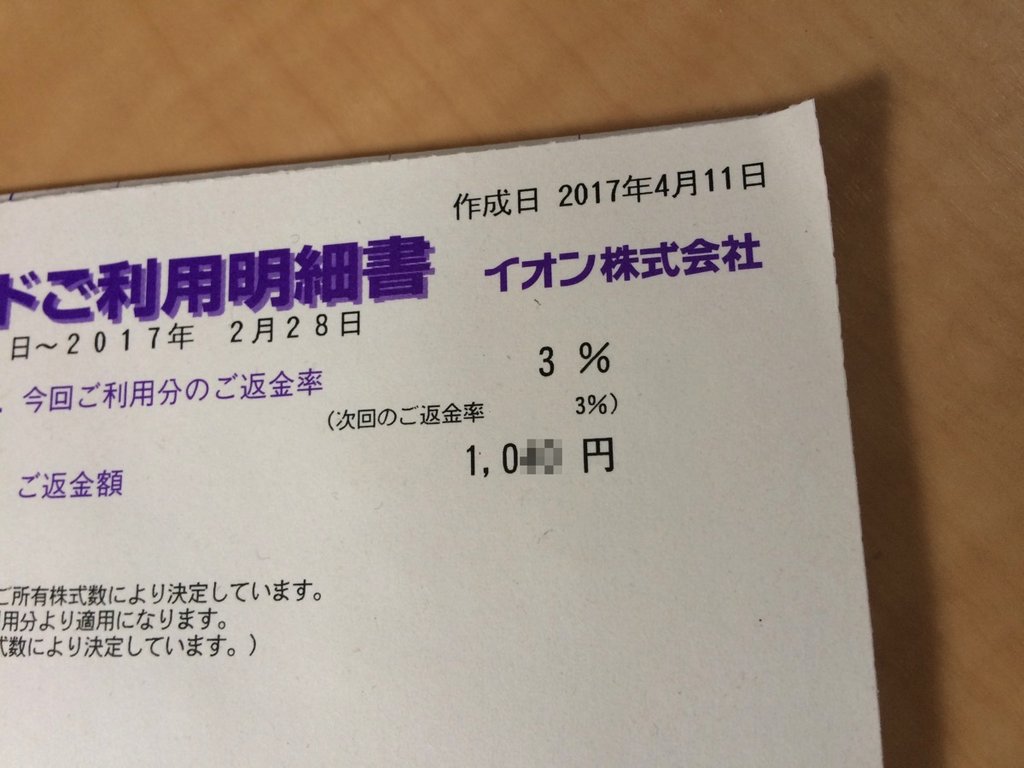 作成日 2017年4月11日
ドご利用明細書 イオン株式会社
日～2017年 2月28日
今回ご利用分のご返金率 3 %
(次回のご返金率 3%)
ご返金額 1,0 円
ご所有株式数により決定しています。
用分より適用になります。
式数により決定しています。)